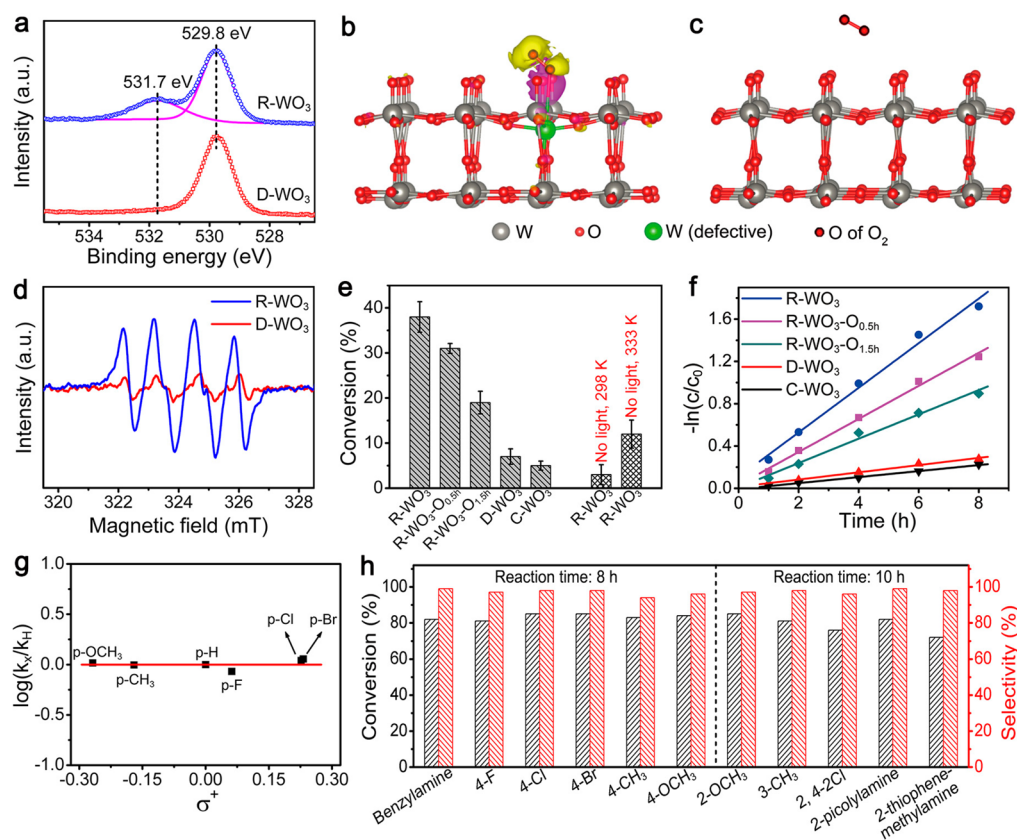 a
529.8 eV
531.7 eV
R-WO3
D-WO3
Intensity (a.u.)
534 532 530 528
Binding energy (eV)
b
c
W O W (defective) O of O2
d
R-WO3
D-WO3
Intensity (a.u.)
320 322 324 326 328
Magnetic field (mT)
e
Conversion (%)
40
30
20
10
0
No light, 298 K
No light, 333 K
R-WO3
R-WO3-O0.5h
R-WO3-O1.5h
D-WO3
C-WO3
R-WO3
R-WO3
f
R-WO3
R-WO3-O0.5h
R-WO3-O1.5h
D-WO3
C-WO3
-ln(c/c0)
1.6
1.2
0.8
0.4
0.0
0 2 4 6 8
Time (h)
g
log(kx/kH)
1.0
0.5
0.0
-0.5
-1.0
p-OCH3
p-CH3
p-H
p-F
p-Cl
p-Br
-0.30 -0.15 0.00 0.15 0.30
σ+
h
Reaction time: 8 h
Reaction time: 10 h
Conversion (%)
100
80
60
40
20
0
100
80
60
40
20
0
Selectivity (%)
Benzylamine
4-F
4-Cl
4-Br
4-CH3
4-OCH3
2-OCH3
3-CH3
2, 4-2Cl
2-picolylamine
2-thiophene-
methylamine